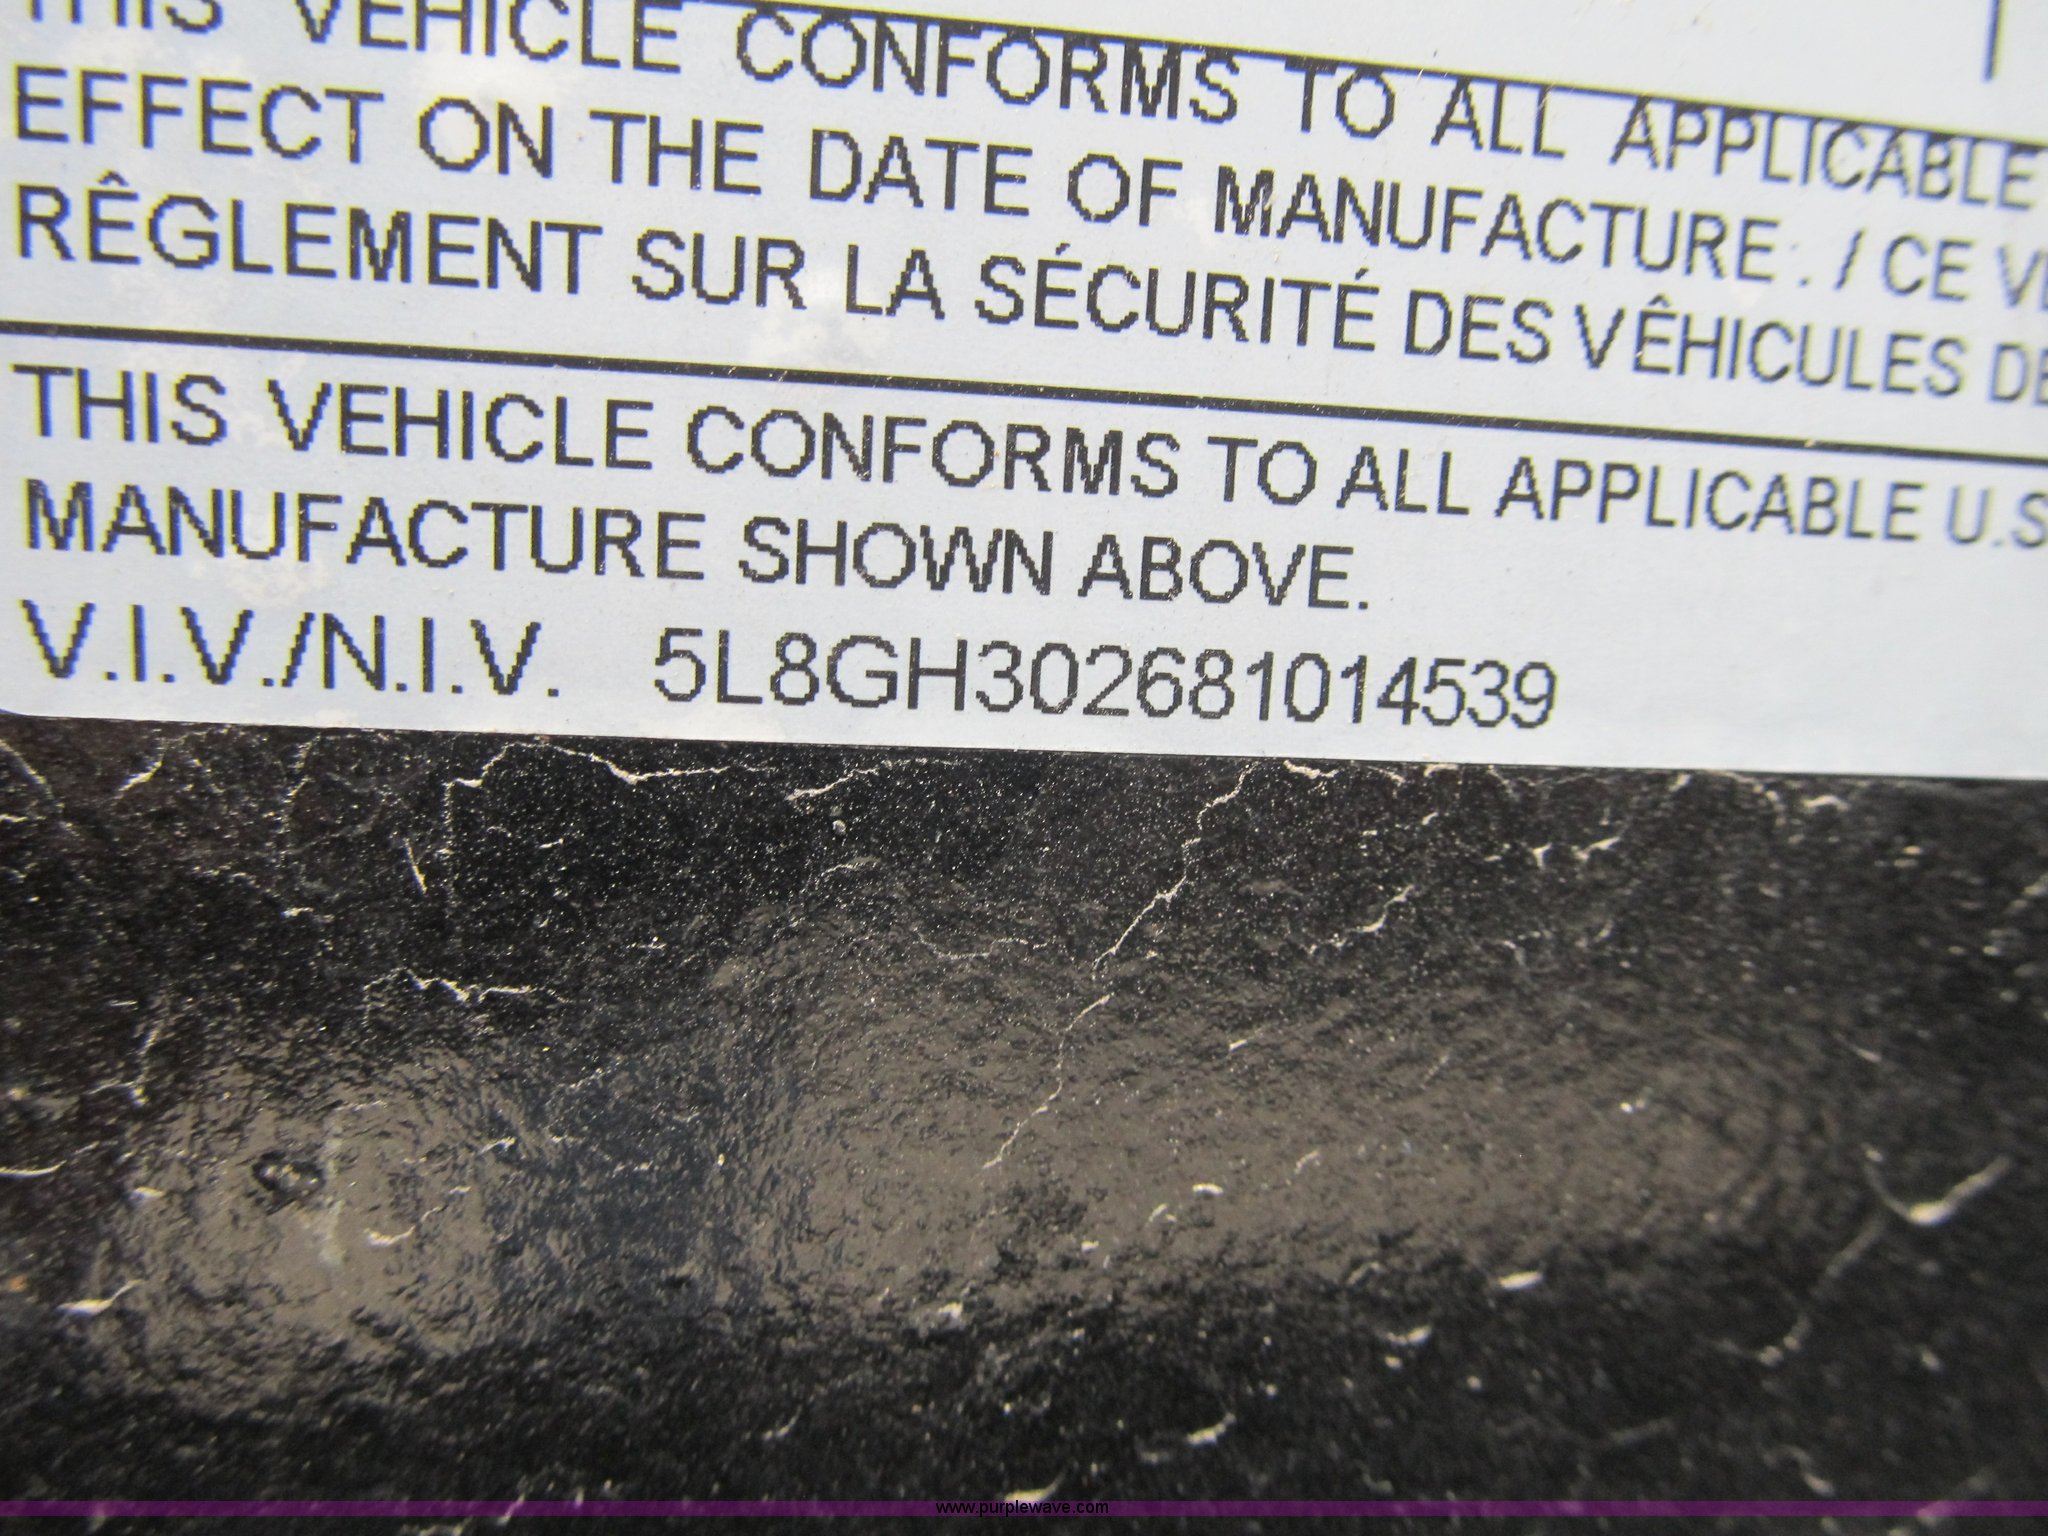 THIS VEHICLE CONFORMS TO ALL APPLICABLE
EFFECT ON THE DATE OF MANUFACTURE: . / CE
RÊGLEMENT SUR LA SÉCURITÉ DES VÊHICULES
THIS VEHICLE CONFORMS TO ALL APPLICABLE U.S
MANUFACTURE SHOWN ABOVE.
V.I.V./N.I.V. 5L8GH302681014539
www.purplewave.com